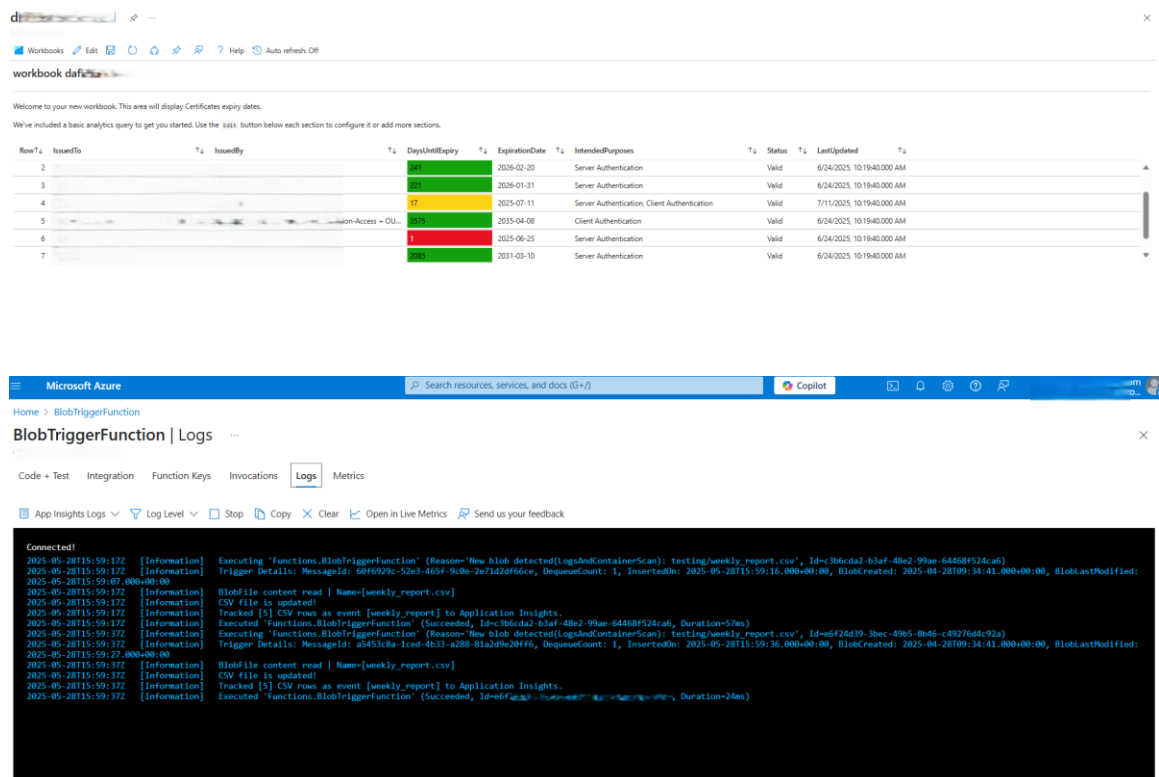 Workbooks Edit Help Auto refresh: Off
workbook daf
Welcome to your new workbook. This area will display Certificates expiry dates.
We've included a basic analytics query to get you started. Use the Edit button below each section to configure it or add more sections.
Row↑↓ IssuedTo ↑↓ IssuedBy ↑↓ DaysUntilExpiry ↑↓ ExpirationDate ↑↓ IntendedPurposes ↑↓ Status ↑↓ LastUpdated ↑↓
2 241 2026-02-20 Server Authentication Valid 6/24/2025, 10:19:40.000 AM
3 221 2026-01-31 Server Authentication Valid 6/24/2025, 10:19:40.000 AM
4 17 2025-07-11 Server Authentication, Client Authentication Valid 7/11/2025, 10:19:40.000 AM
5 ion-Access + OU... 3575 2035-04-08 Client Authentication Valid 6/24/2025, 10:19:40.000 AM
6 1 2025-06-25 Server Authentication Valid 6/24/2025, 10:19:40.000 AM
7 2085 2031-03-10 Server Authentication Valid 6/24/2025, 10:19:40.000 AM
Microsoft Azure Search resources, services, and docs (G+/) Copilot
Home > BlobTriggerFunction
BlobTriggerFunction | Logs ...
Code + Test Integration Function Keys Invocations Logs Metrics
App Insights Logs Log Level Stop Copy Clear Open in Live Metrics Send us your feedback
Connected!
2025-05-28T15:59:17Z [Information] Executing 'Functions.BlobTriggerFunction' (Reason='New blob detected(LogsAndContainerScan): testing/weekly_report.csv', Id=c3b6cda2-b3af-48e2-99ae-64468f524ca6)
2025-05-28T15:59:17Z [Information] Trigger Details: MessageId: 60f6929c-52e3-465f-9c0e-2e71d2df66ce, DequeueCount: 1, InsertedOn: 2025-05-28T15:59:16.000+00:00, BlobCreated: 2025-04-28T09:34:41.000+00:00, BlobLastModified:
2025-05-28T15:59:07.000+00:00
2025-05-28T15:59:17Z [Information] BlobFile content read | Name=[weekly_report.csv]
2025-05-28T15:59:17Z [Information] CSV file is updated!
2025-05-28T15:59:17Z [Information] Tracked [5] CSV rows as event [weekly_report] to Application Insights.
2025-05-28T15:59:17Z [Information] Executed 'Functions.BlobTriggerFunction' (Succeeded, Id=c3b6cda2-b3af-48e2-99ae-64468f524ca6, Duration=57ms)
2025-05-28T15:59:37Z [Information] Executing 'Functions.BlobTriggerFunction' (Reason='New blob detected(LogsAndContainerScan): testing/weekly_report.csv', Id=e6f24d39-3bec-49b5-8b46-c49276d4c92a)
2025-05-28T15:59:37Z [Information] Trigger Details: MessageId: a5453c8a-1ced-4b33-a288-81a2d9e20ff6, DequeueCount: 1, InsertedOn: 2025-05-28T15:59:36.000+00:00, BlobCreated: 2025-04-28T09:34:41.000+00:00, BlobLastModified:
2025-05-28T15:59:27.000+00:00
2025-05-28T15:59:37Z [Information] BlobFile content read | Name=[weekly_report.csv]
2025-05-28T15:59:37Z [Information] CSV file is updated!
2025-05-28T15:59:37Z [Information] Tracked [5] CSV rows as event [weekly_report] to Application Insights.
2025-05-28T15:59:37Z [Information] Executed 'Functions.BlobTriggerFunction' (Succeeded, Id=e6f , Duration=24ms)